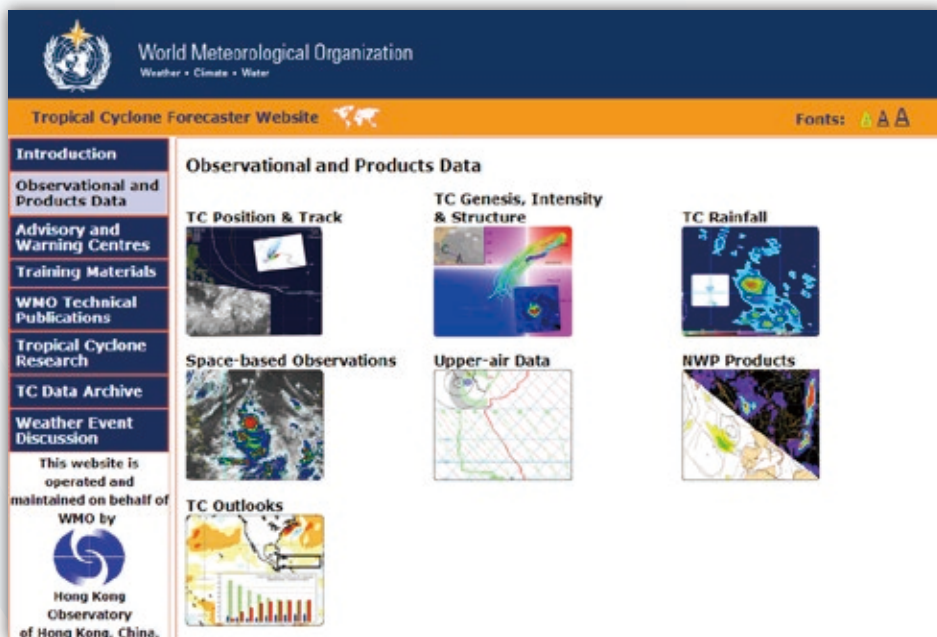 World Meteorological Organization
Weather • Climate • Water
Tropical Cyclone Forecaster Website
Fonts: A A A
Introduction
Observational and
Products Data
Advisory and
Warning Centres
Training Materials
WMO Technical
Publications
Tropical Cyclone
Research
TC Data Archive
Weather Event
Discussion
This website is
operated and
maintained on behalf of
WMO by
Hong Kong
Observatory
of Hong Kong, China.
Observational and Products Data
TC Position & Track
TC Genesis, Intensity
& Structure
TC Rainfall
Space-based Observations
Upper-air Data
NWP Products
TC Outlooks